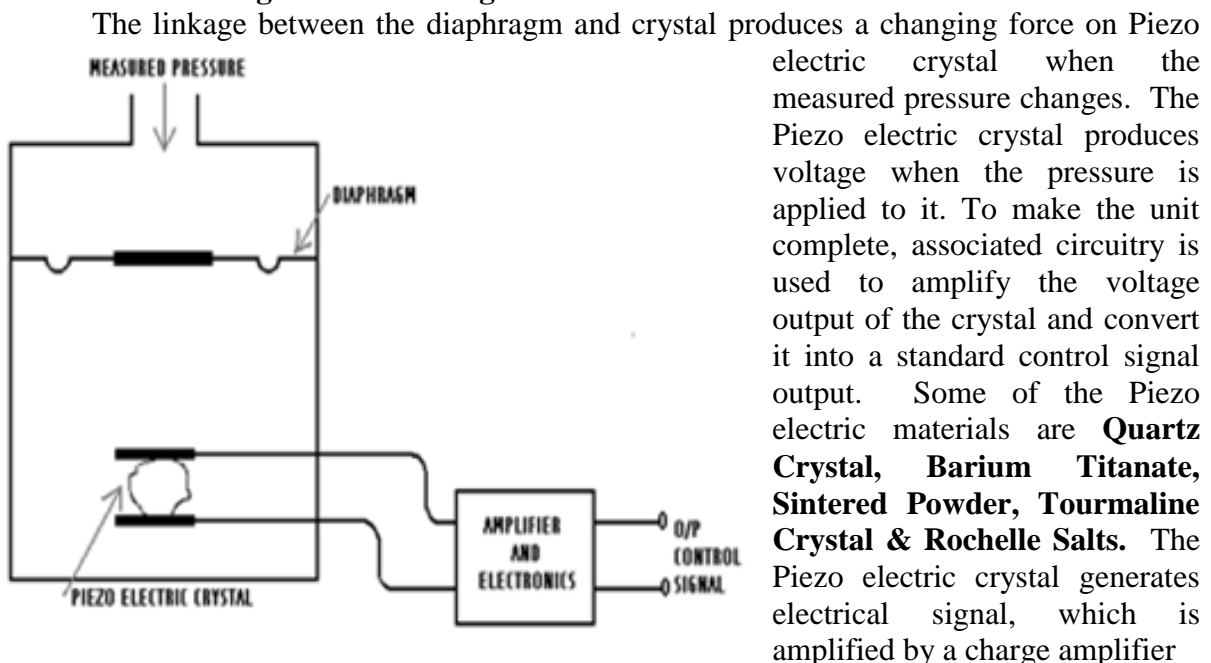 The linkage between the diaphragm and crystal produces a changing force on Piezo
electric crystal when the
measured pressure changes. The
Piezo electric crystal produces
voltage when the pressure is
applied to it. To make the unit
complete, associated circuitry is
used to amplify the voltage
output of the crystal and convert
it into a standard control signal
output. Some of the Piezo
electric materials are Quartz
Crystal, Barium Titanate,
Sintered Powder, Tourmaline
Crystal & Rochelle Salts. The
Piezo electric crystal generates
electrical signal, which is
amplified by a charge amplifier
MEASURED PRESSURE
DIAPHRAGM
AMPLIFIER
AND
ELECTRONICS
O/P
CONTROL
SIGNAL
PIEZO ELECTRIC CRYSTAL